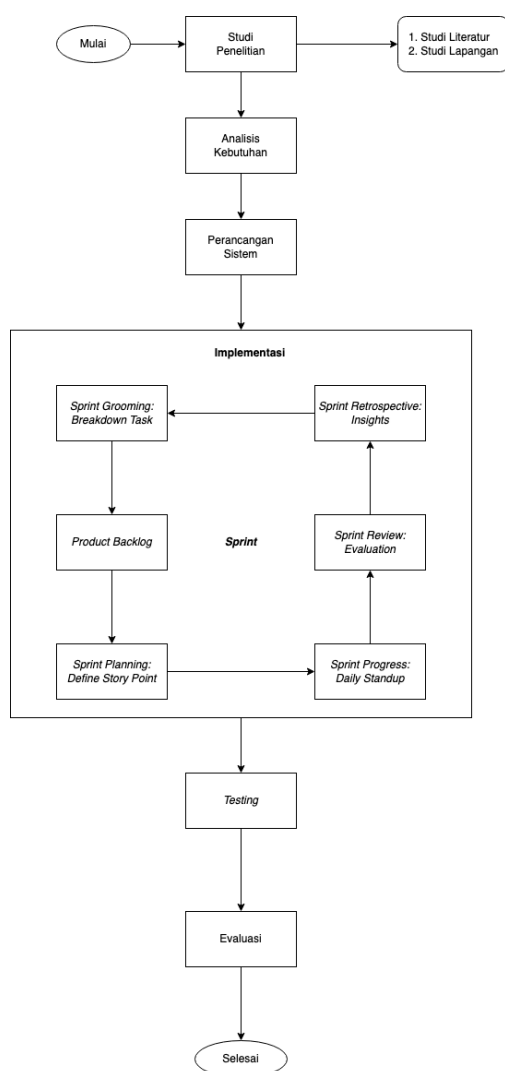 Mulai
Studi
Penelitian
1. Studi Literatur
2. Studi Lapangan
Analisis
Kebutuhan
Perancangan
Sistem
Implementasi
Sprint Grooming:
Breakdown Task
Sprint Retrospective:
Insights
Product Backlog
Sprint
Sprint Review:
Evaluation
Sprint Planning:
Define Story Point
Sprint Progress:
Daily Standup
Testing
Evaluasi
Selesai